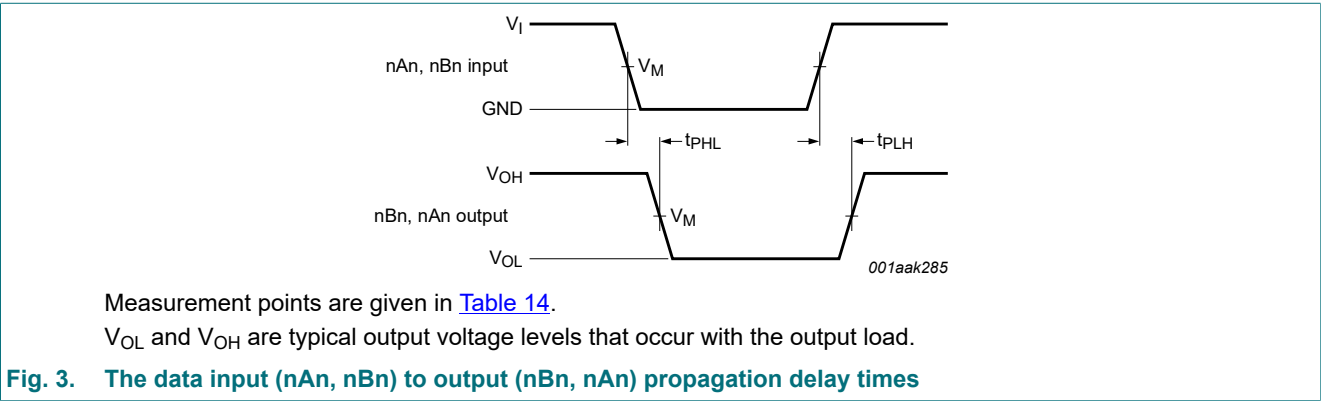 VI
nAn, nBn input
VM
GND
tPHL
tPLH
VOH
nBn, nAn output
VM
VOL
001aak285
Measurement points are given in Table 14.
VOL and VOH are typical output voltage levels that occur with the output load.
Fig. 3. The data input (nAn, nBn) to output (nBn, nAn) propagation delay times